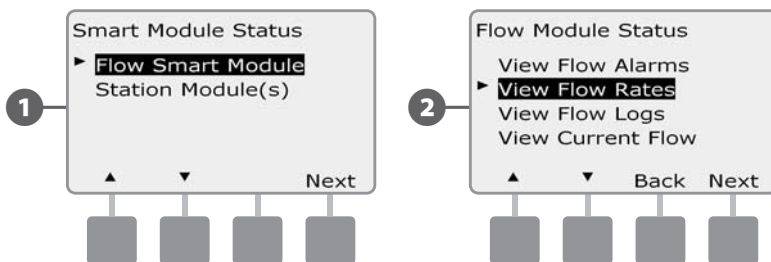 1
Smart Module Status
► Flow Smart Module
Station Module(s)
▲ ▼ Next
2
Flow Module Status
View Flow Alarms
► View Flow Rates
View Flow Logs
View Current Flow
▲ ▼ Back Next